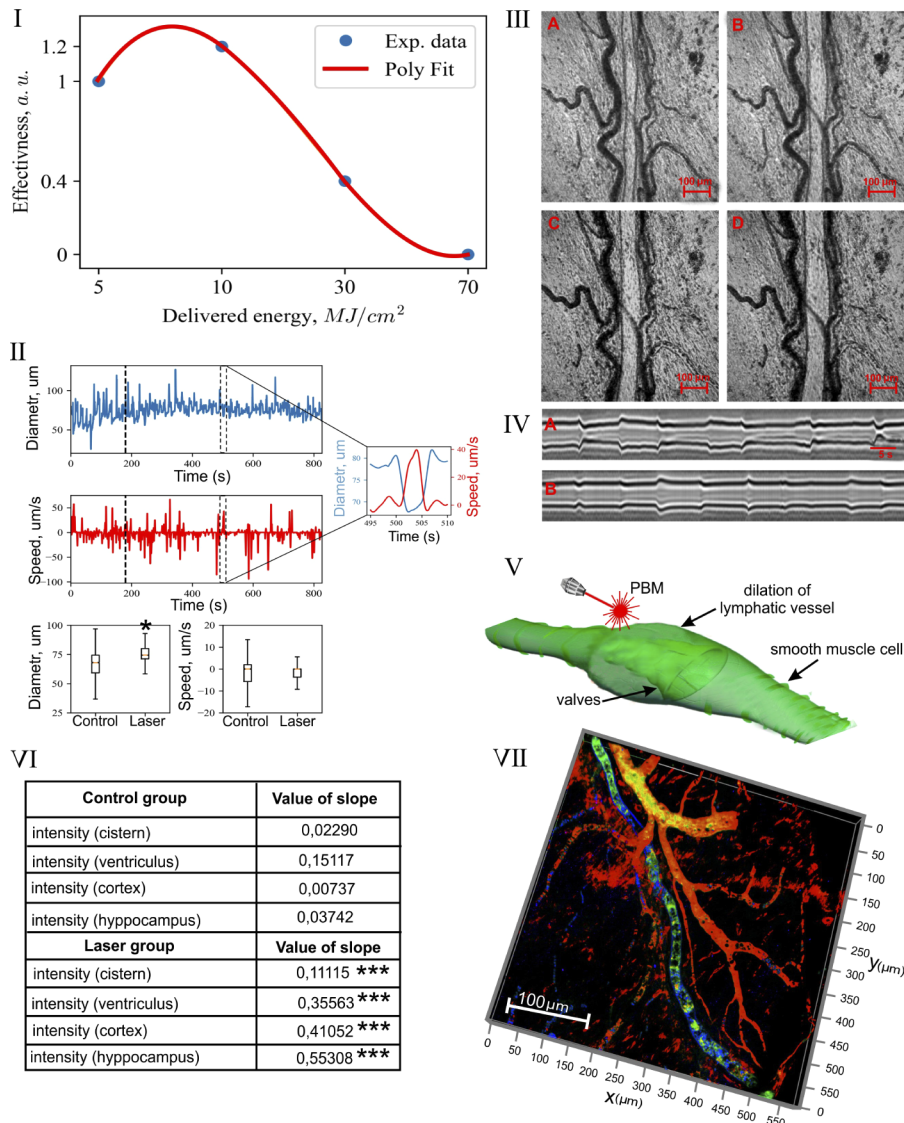 I
Effectivness, a. u.
1.2
1
0.4
0
Exp. data
Poly Fit
5
10
30
70
Delivered energy, MJ/cm²
II
Diametr, um
100
50
0
200
400
600
800
Time (s)
Speed, um/s
50
0
−50
−100
0
200
400
600
800
Time (s)
Diametr, um
80
75
70
Speed, um/s
40
20
0
495
500
505
510
Time (s)
Diametr, um
100
75
50
25
*
Control
Laser
Speed, um/s
20
10
0
−10
−20
Control
Laser
III
A
100 µm
B
100 µm
C
100 µm
D
100 µm
IV
A
5 s
B
V
PBM
dilation of
lymphatic vessel
smooth muscle cell
valves
VI
Control group Value of slope
intensity (cistern) 0,02290
intensity (ventriculus) 0,15117
intensity (cortex) 0,00737
intensity (hyppocampus) 0,03742
Laser group Value of slope
intensity (cistern) 0,11115 ***
intensity (ventriculus) 0,35563 ***
intensity (cortex) 0,41052 ***
intensity (hyppocampus) 0,55308 ***
VII
100µm
0
50
100
150
200
250
300
350
400
450
500
550
x(µm)
0
50
100
150
200
250
300
350
400
450
500
550
0
y(µm)